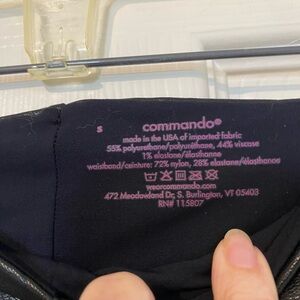 s
commando®
made in the USA of imported fabric
55% polyurethane/polyuréthane, 44% viscose
1% elastane/élasthanne
waistband/ceinture: 72% nylon, 28% elastane/élasthanne
wearcommando.com
472 Meadowland Dr, S. Burlington, VT 05403
RN# 115807